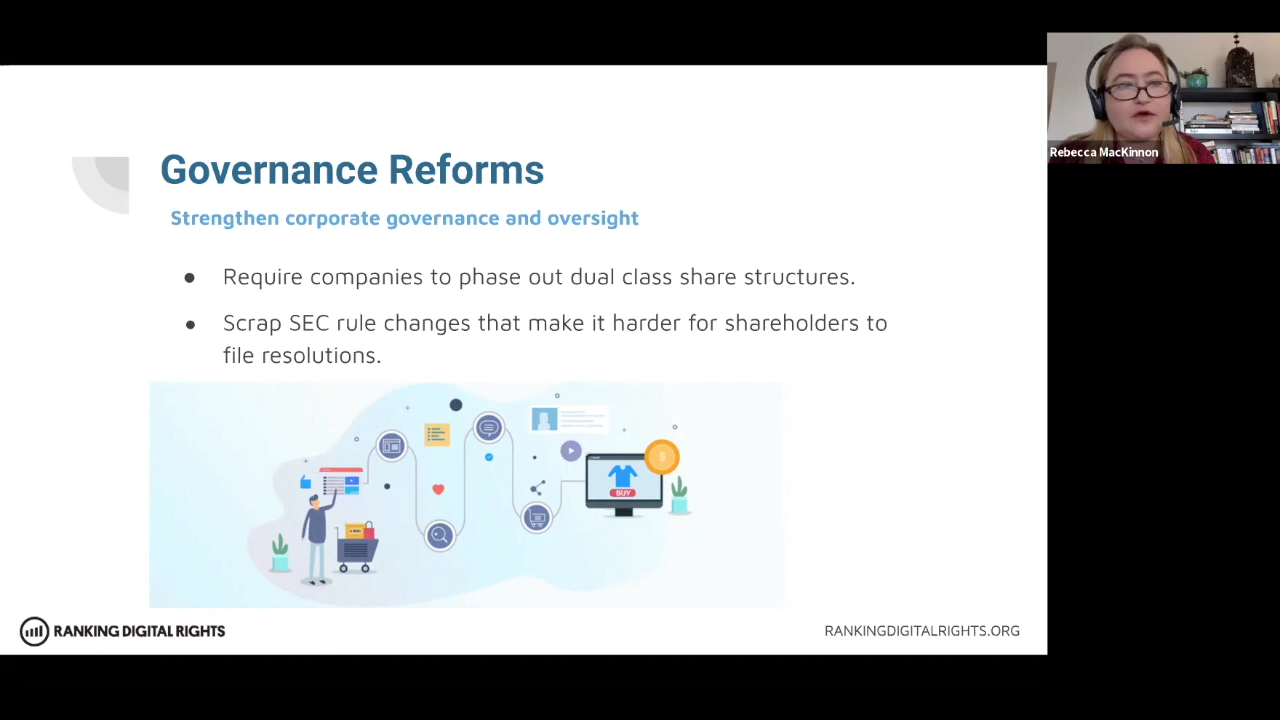 Governance Reforms
Strengthen corporate governance and oversight
● Require companies to phase out dual class share structures.
● Scrap SEC rule changes that make it harder for shareholders to
file resolutions.
$
BUY
RANKING DIGITAL RIGHTS
RANKINGDIGITALRIGHTS.ORG
Rebecca MacKinnon